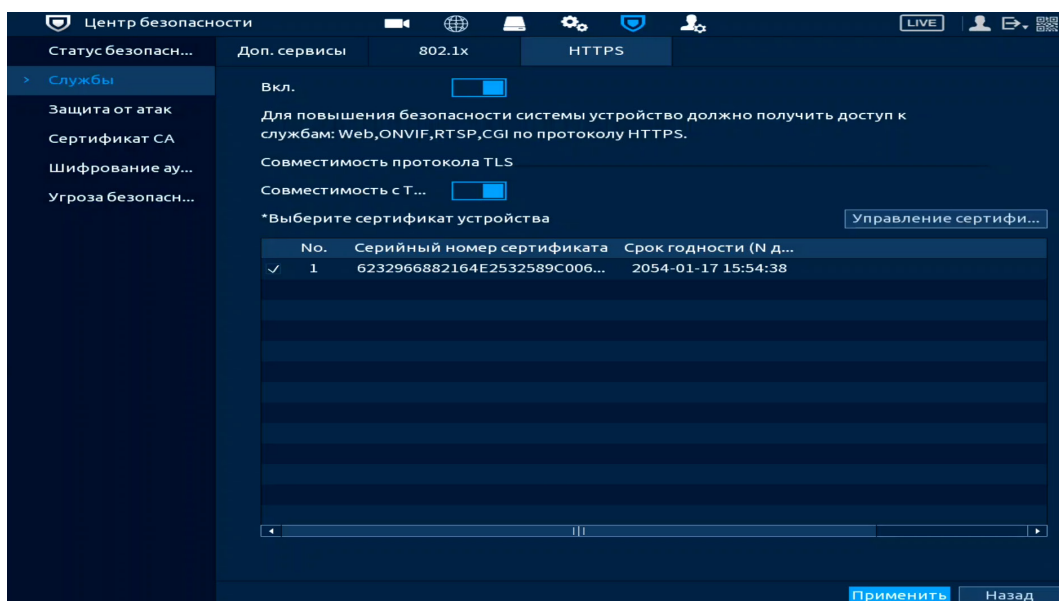 Центр безопасности
LIVE
Статус безопасн...
Службы
Защита от атак
Сертификат CA
Шифрование ау...
Угроза безопасн...
Доп. сервисы
802.1x
HTTPS
Вкл.
Для повышения безопасности системы устройство должно получить доступ к
службам: Web,ONVIF,RTSP,CGI по протоколу HTTPS.
Совместимость протокола TLS
Совместимость с Т...
*Выберите сертификат устройства
Управление сертифи...
No. Серийный номер сертификата Срок годности (N д...
1 6232966882164E2532589C006... 2054-01-17 15:54:38
Применить
Назад